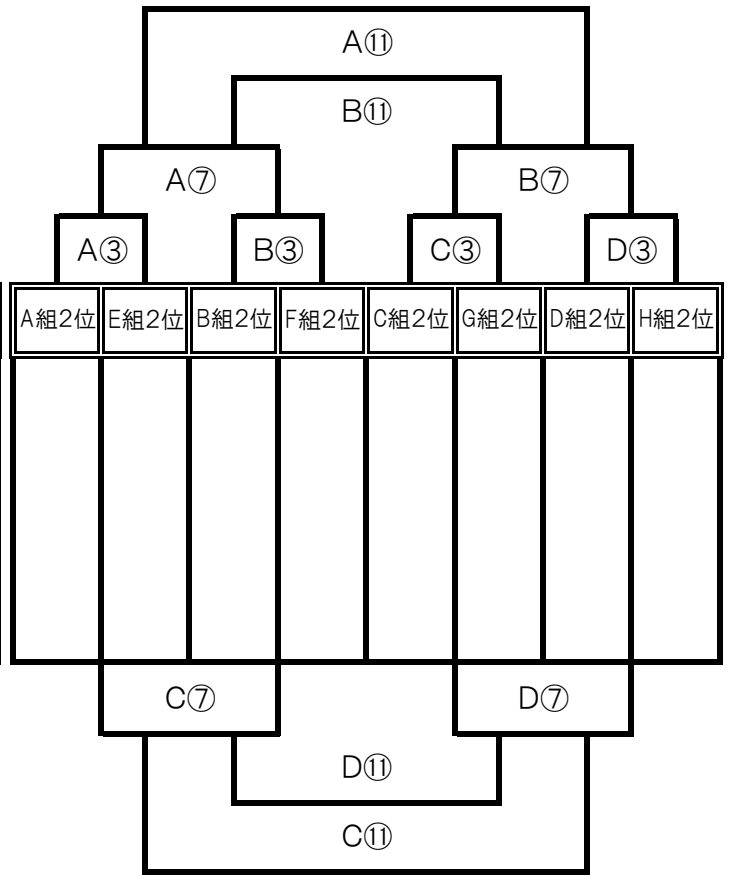 A⑪
B⑪
A⑦ B⑦
A③ B③ C③ D③
A組2位 E組2位 B組2位 F組2位 C組2位 G組2位 D組2位 H組2位
C⑦ D⑦
D⑪
C⑪